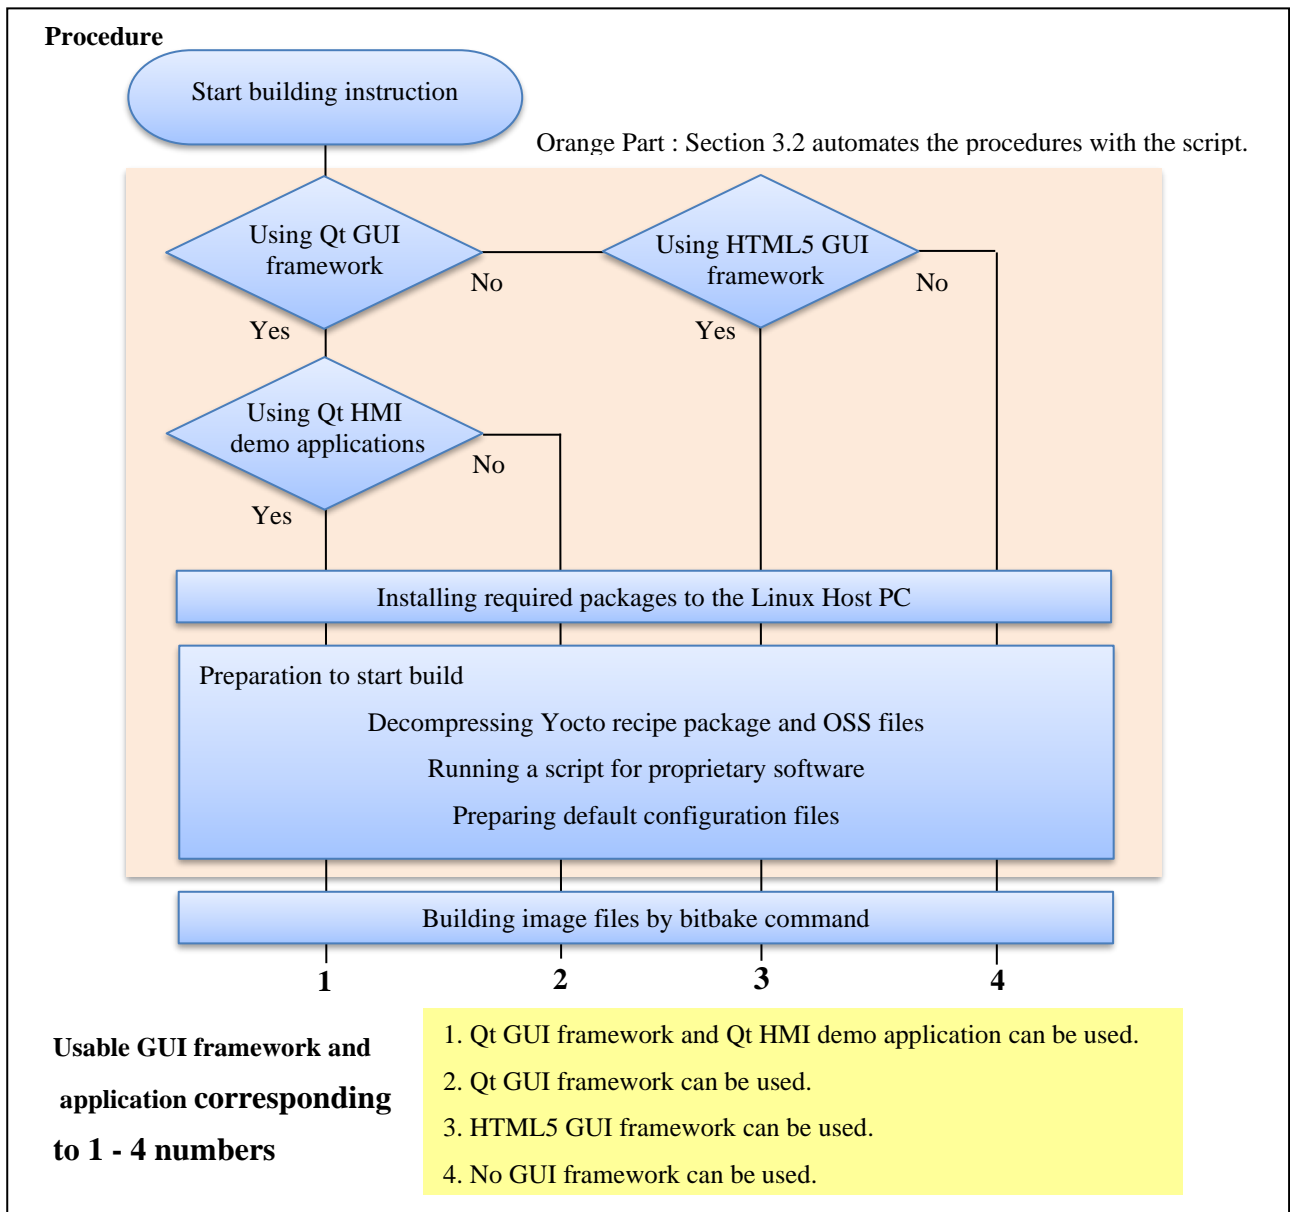 Procedure
Start building instruction
Orange Part : Section 3.2 automates the procedures with the script.
Using Qt GUI
framework
No
Yes
Using HTML5 GUI
framework
No
Yes
Using Qt HMI
demo applications
No
Yes
Installing required packages to the Linux Host PC
Preparation to start build
Decompressing Yocto recipe package and OSS files
Running a script for proprietary software
Preparing default configuration files
Building image files by bitbake command
1
2
3
4
Usable GUI framework and
application corresponding
to 1 - 4 numbers
1. Qt GUI framework and Qt HMI demo application can be used.
2. Qt GUI framework can be used.
3. HTML5 GUI framework can be used.
4. No GUI framework can be used.